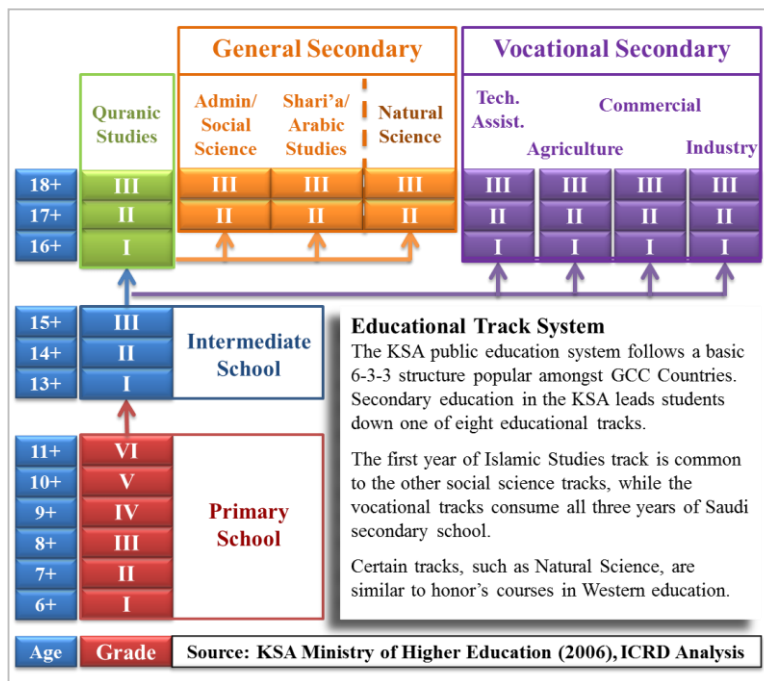 General Secondary
Vocational Secondary
Quranic
Studies
Admin/
Social
Science
Shari'a/
Arabic
Studies
Natural
Science
Tech.
Assist.
Commercial
Agriculture
Industry
18+ III III III III III III III III
17+ II II II II II II II II
16+ I I I I I
15+ III
14+ II
13+ I
Intermediate
School
11+ VI
10+ V
9+ IV
8+ III
7+ II
6+ I
Primary
School
Educational Track System
The KSA public education system follows a basic
6-3-3 structure popular amongst GCC Countries.
Secondary education in the KSA leads students
down one of eight educational tracks.
The first year of Islamic Studies track is common
to the other social science tracks, while the
vocational tracks consume all three years of Saudi
secondary school.
Certain tracks, such as Natural Science, are
similar to honor's courses in Western education.
Age Grade Source: KSA Ministry of Higher Education (2006), ICRD Analysis